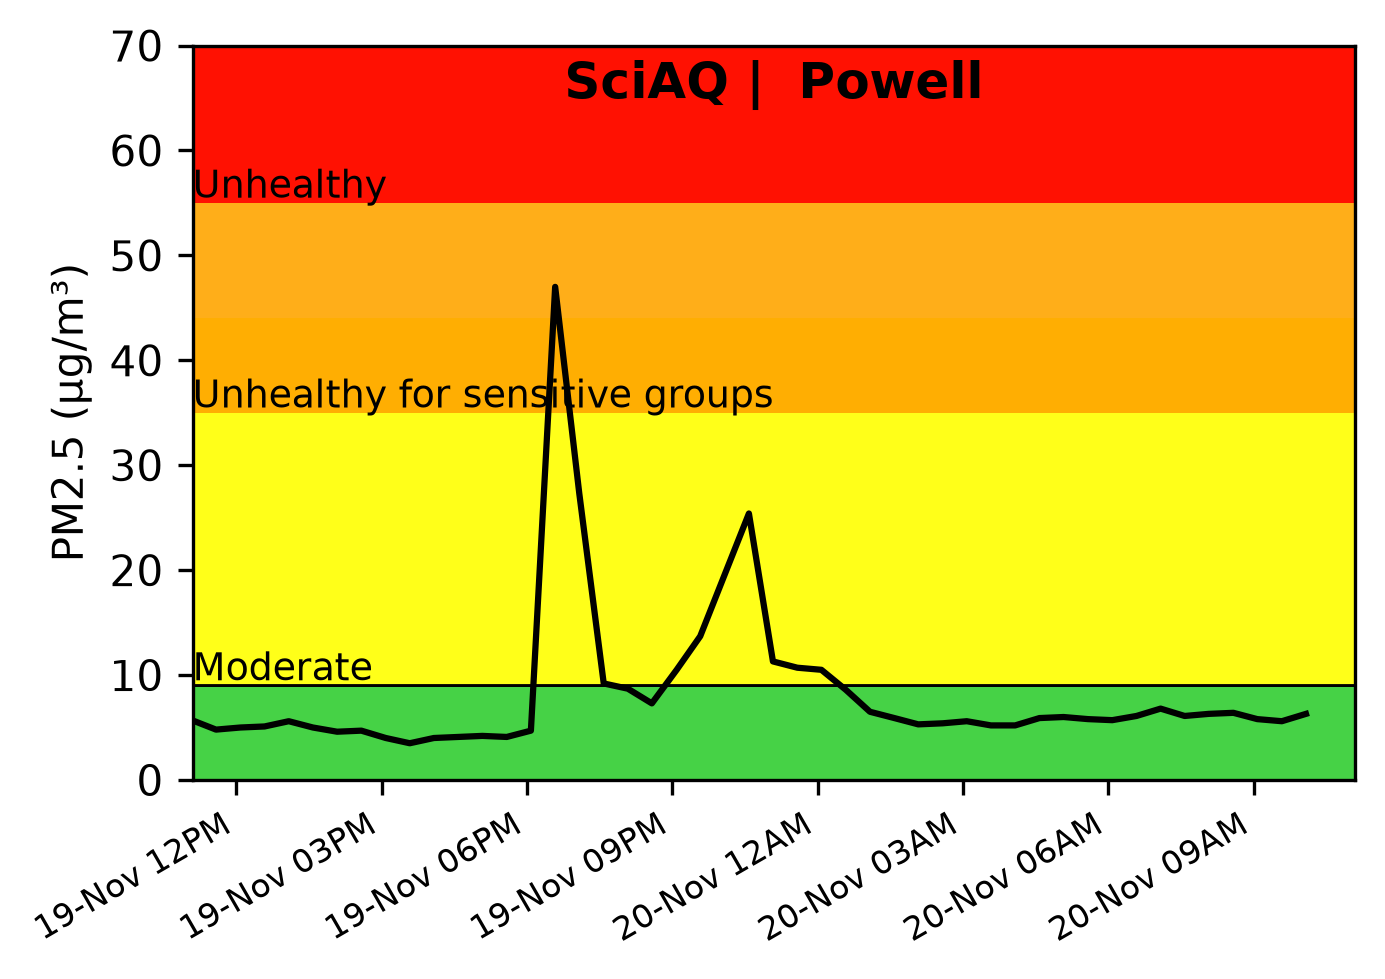 SciAQ |  Powell
PM2.5 (µg/m³)
70
60
50
40
30
20
10
0
Unhealthy
Unhealthy for sensitive groups
Moderate
19-Nov 12PM
19-Nov 03PM
19-Nov 06PM
19-Nov 09PM
20-Nov 12AM
20-Nov 03AM
20-Nov 06AM
20-Nov 09AM